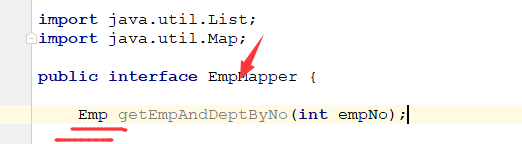 import java.util.List;
import java.util.Map;
public interface EmpMapper {
Emp getEmpAndDeptByNo(int empNo);